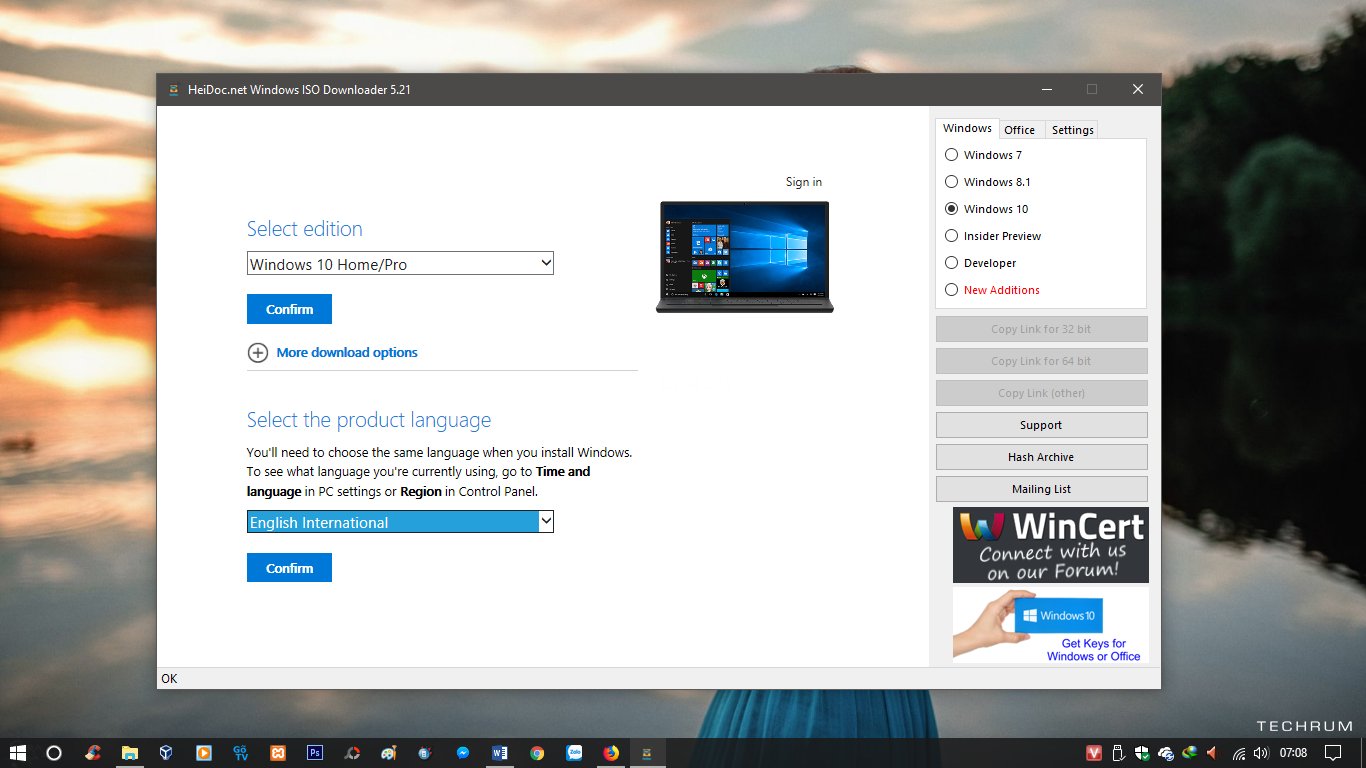 HeiDoc.net Windows ISO Downloader 5.21
Sign in
Select edition
Windows 10 Home/Pro
Confirm
More download options
Select the product language
You'll need to choose the same language when you install Windows.
To see what language you're currently using, go to Time and
language in PC settings or Region in Control Panel.
English International
Confirm
Windows
Office
Settings
Windows 7
Windows 8.1
Windows 10
Insider Preview
Developer
New Additions
Copy Link for 32 bit
Copy Link for 64 bit
Copy Link (other)
Support
Hash Archive
Mailing List
WinCert
Connect with us
on our Forum!
Windows 10
Get Keys for
Windows or Office
OK
TECHRUM
GÕ
TV
Ps
Zalo
V
07:08